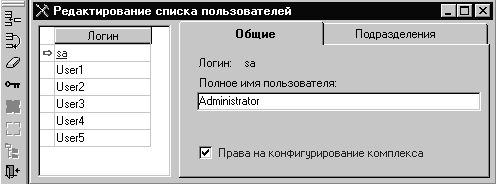 Редактирование списка пользователей
Логин
sa
User1
User2
User3
User4
User5
Общие
Подразделения
Логин: sa
Полное имя пользователя:
Administrator
Права на конфигурирование комплекса